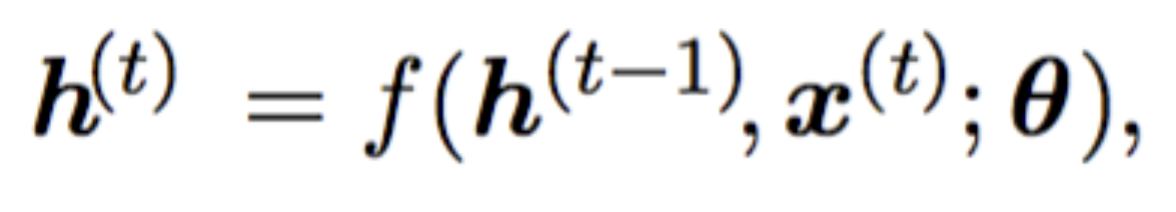 𝒉⁽ᵗ⁾ = f(𝒉⁽ᵗ⁻¹⁾, 𝒙⁽ᵗ⁾; 𝜽),